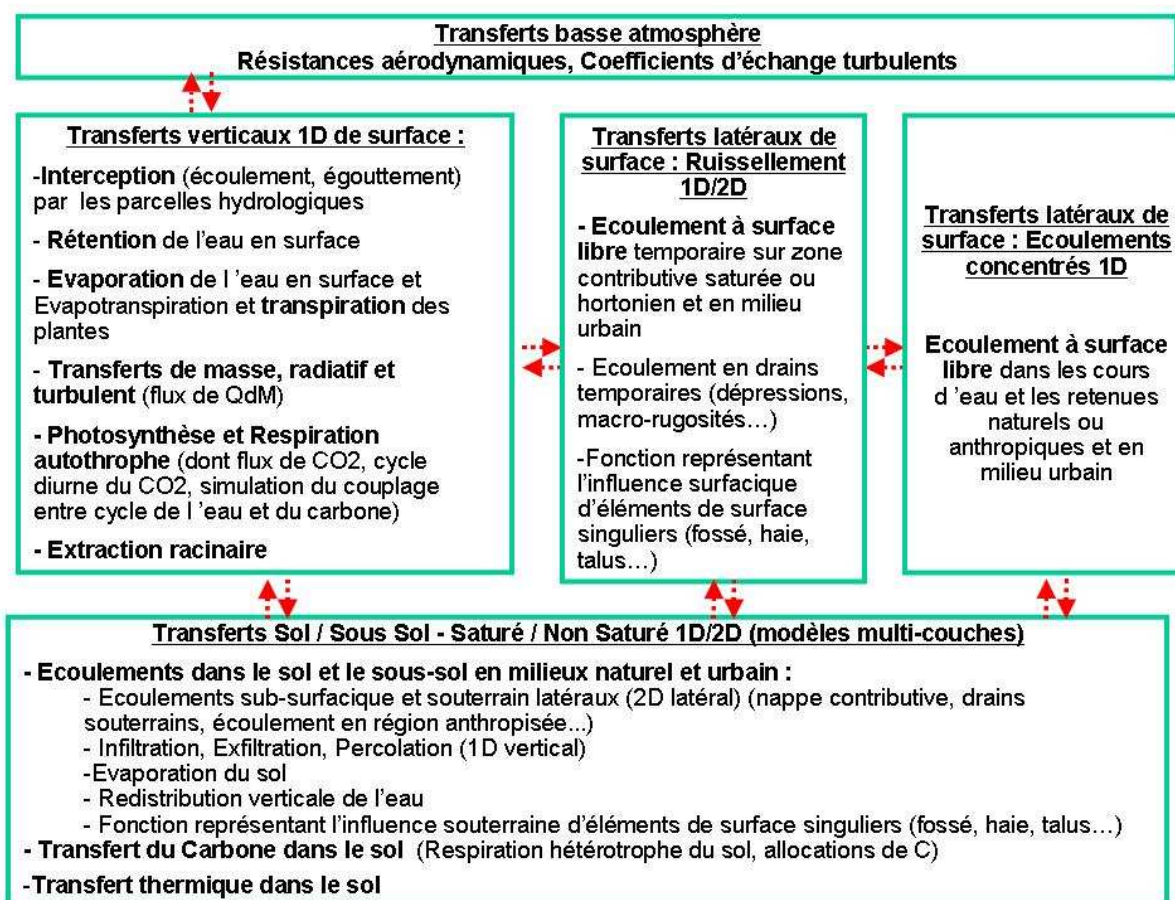 Transferts basse atmosphère
Résistances aérodynamiques, Coefficients d’échange turbulents
Transferts verticaux 1D de surface :
-Interception (écoulement, égouttement)
par les parcelles hydrologiques
- Rétention de l’eau en surface
- Evaporation de l ’eau en surface et
Evapotranspiration et transpiration des
plantes
- Transferts de masse, radiatif et
turbulent (flux de QdM)
- Photosynthèse et Respiration
autothrophe (dont flux de CO2, cycle
diurne du CO2, simulation du couplage
entre cycle de l ’eau et du carbone)
- Extraction racinaire
Transferts latéraux de
surface : Ruissellement
1D/2D
- Ecoulement à surface
libre temporaire sur zone
contributive saturée ou
hortonien et en milieu
urbain
- Ecoulement en drains
temporaires (dépressions,
macro-rugosités…)
-Fonction représentant
l’influence surfacique
d’éléments de surface
singuliers (fossé, haie,
talus…)
Transferts latéraux de
surface : Ecoulements
concentrés 1D
Ecoulement à surface
libre dans les cours
d ’eau et les retenues
naturels ou
anthropiques et en
milieu urbain
Transferts Sol / Sous Sol - Saturé / Non Saturé 1D/2D (modèles multi-couches)
- Ecoulements dans le sol et le sous-sol en milieux naturel et urbain :
- Ecoulements sub-surfacique et souterrain latéraux (2D latéral) (nappe contributive, drains
souterrains, écoulement en région anthropisée...)
- Infiltration, Exfiltration, Percolation (1D vertical)
-Evaporation du sol
- Redistribution verticale de l’eau
- Fonction représentant l’influence souterraine d’éléments de surface singuliers (fossé, haie, talus…)
- Transfert du Carbone dans le sol (Respiration hétérotrophe du sol, allocations de C)
-Transfert thermique dans le sol